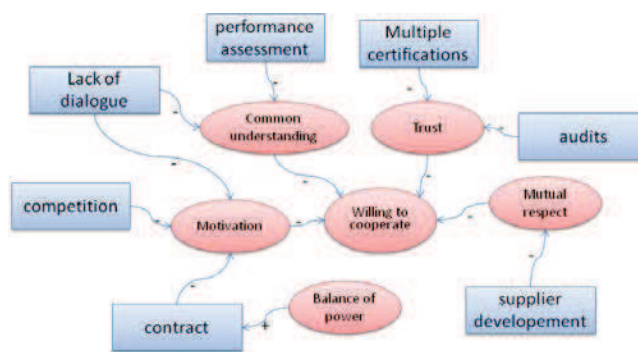 performance
assessment
Multiple
certifications
Lack of
dialogue
-
-
-
Common
understanding
Trust
-
audits
-
-
-
competition
-
Motivation
-
Willing to
cooperate
-
Mutual
respect
-
-
contract
+
Balance of
power
supplier
developement